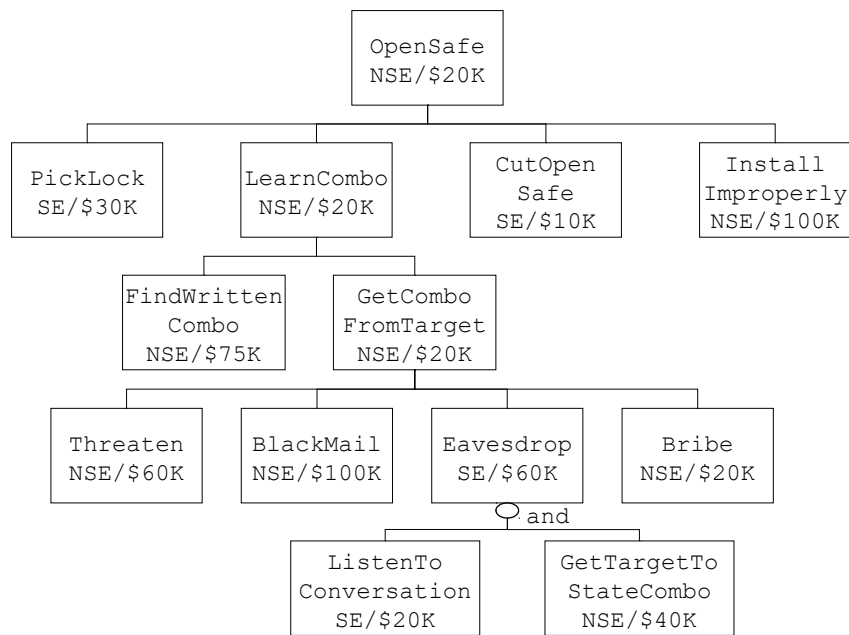 OpenSafe
NSE/$20K
PickLock
SE/$30K
LearnCombo
NSE/$20K
CutOpen
Safe
SE/$10K
Install
Improperly
NSE/$100K
FindWritten
Combo
NSE/$75K
GetCombo
FromTarget
NSE/$20K
Threaten
NSE/$60K
BlackMail
NSE/$100K
Eavesdrop
SE/$60K
Bribe
NSE/$20K
and
ListenTo
Conversation
SE/$20K
GetTargetTo
StateCombo
NSE/$40K